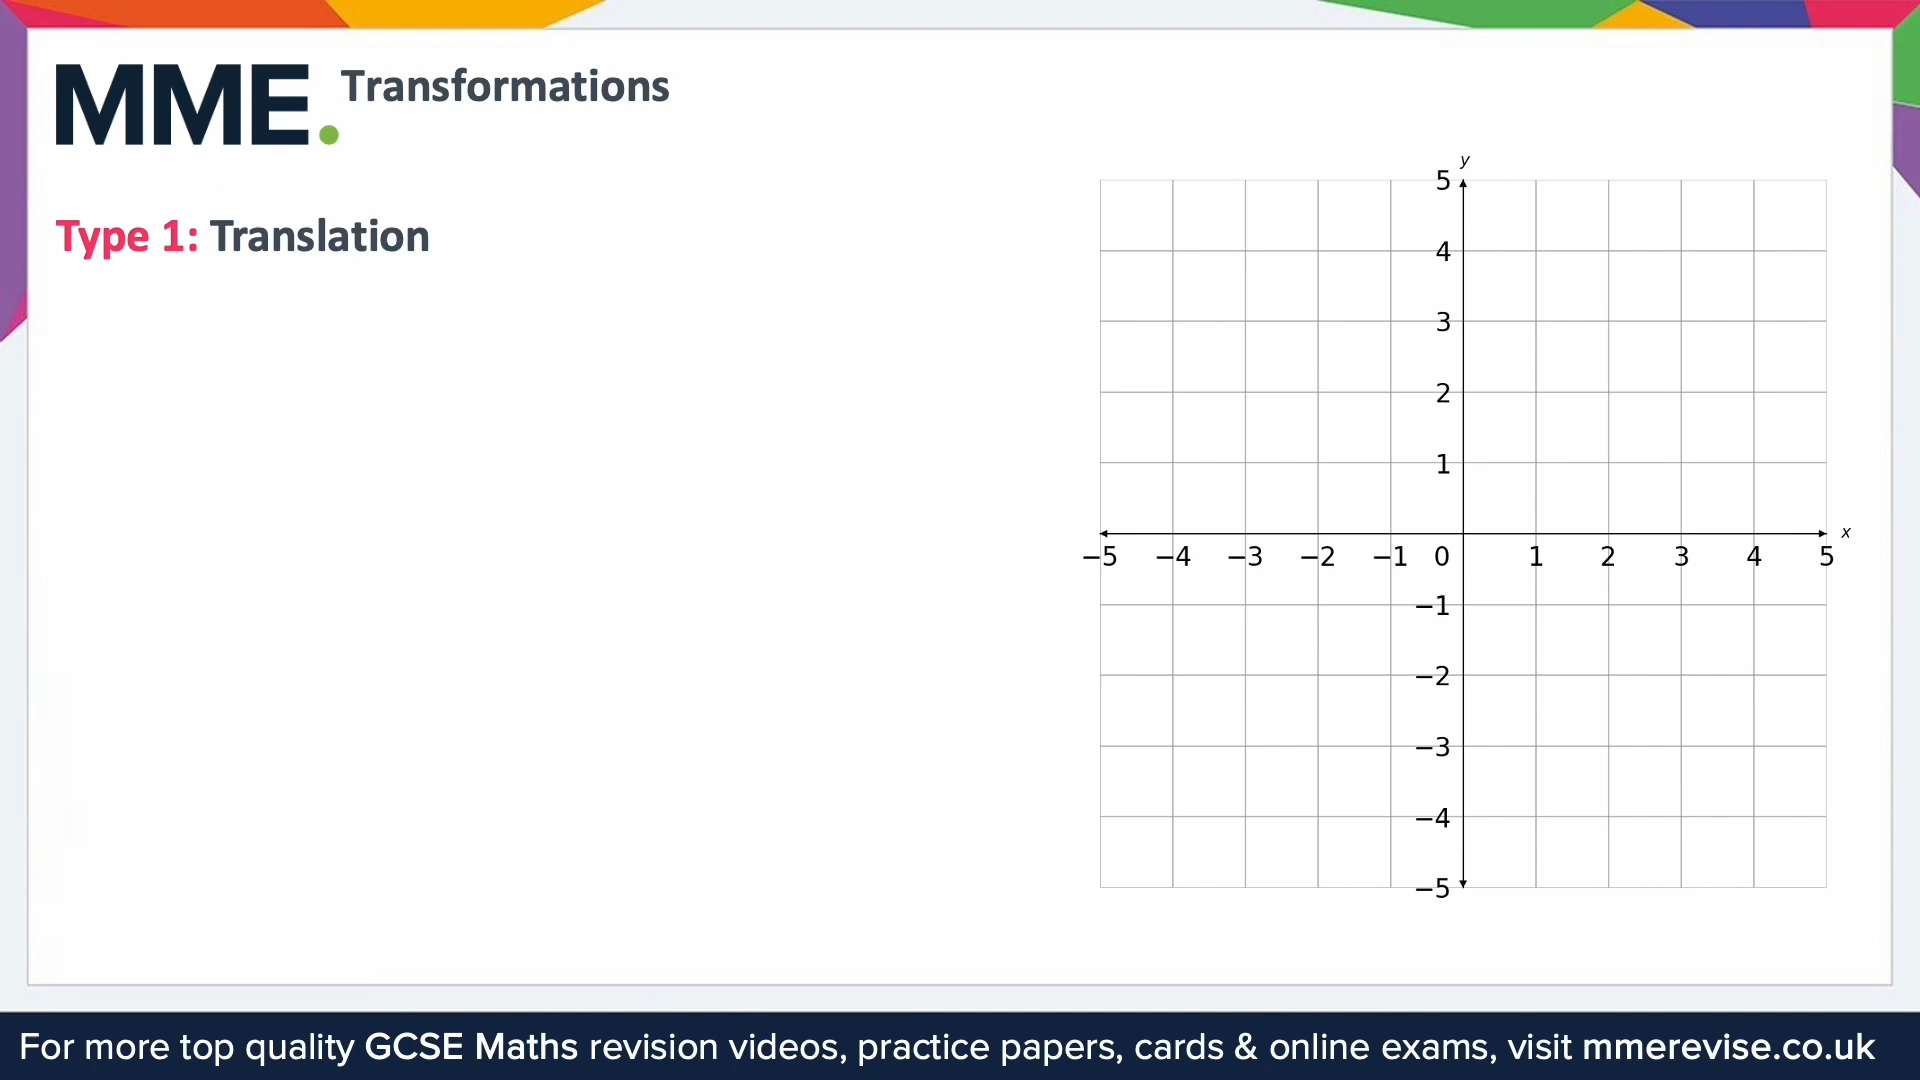 MME. Transformations
Type 1: Translation
y
5
4
3
2
1
x
−5 −4 −3 −2 −1 0 1 2 3 4 5
−1
−2
−3
−4
−5
For more top quality GCSE Maths revision videos, practice papers, cards & online exams, visit mmerevise.co.uk